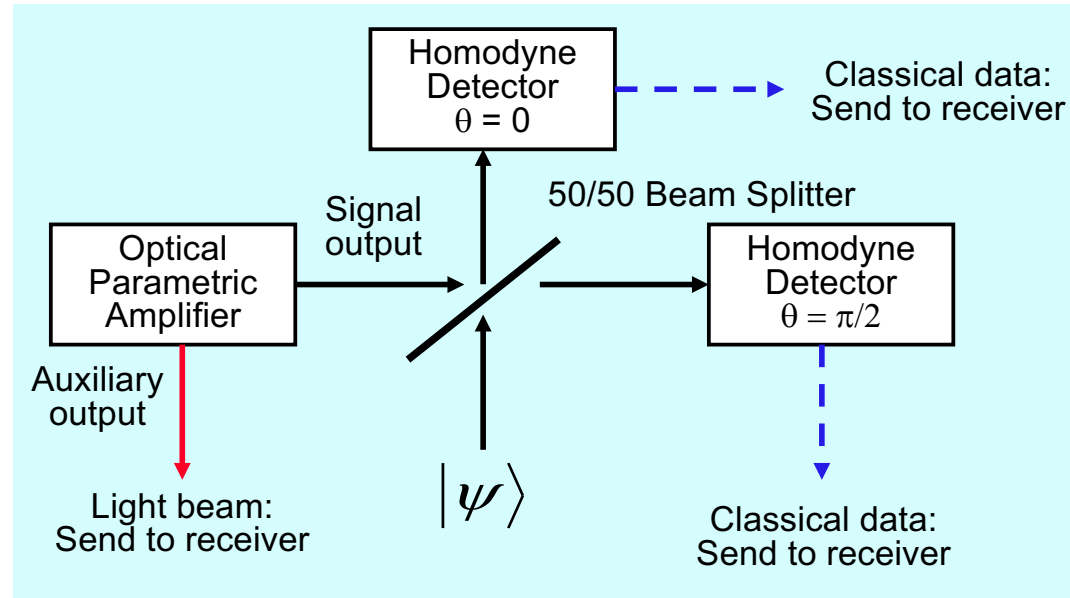 Homodyne
Detector
θ = 0
Classical data:
Send to receiver
50/50 Beam Splitter
Signal
output
Optical
Parametric
Amplifier
Homodyne
Detector
θ = π/2
Auxiliary
output
Light beam:
Send to receiver
|ψ⟩
Classical data:
Send to receiver